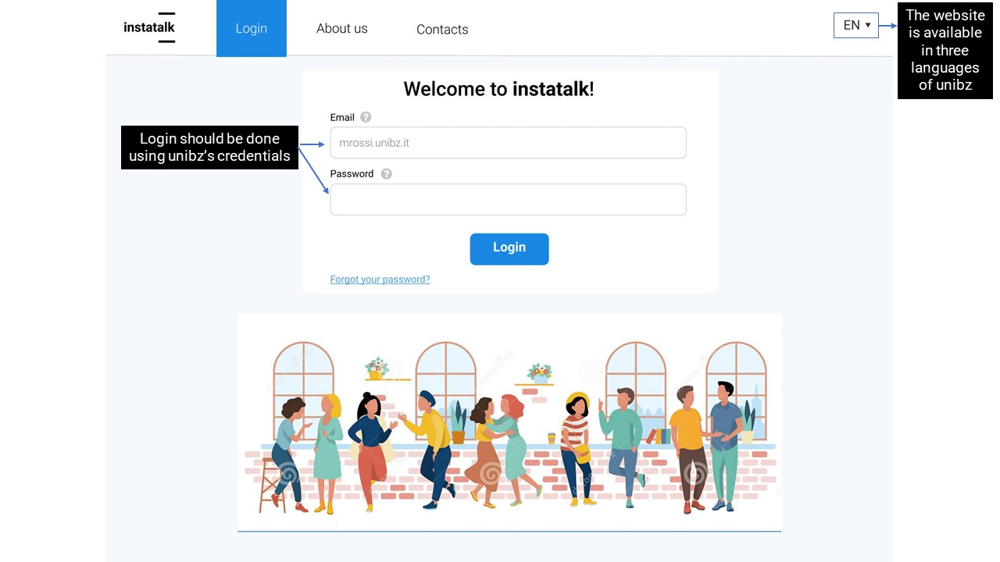 instatalk
Login
About us
Contacts
EN ▾
The website
is available
in three
languages
of unibz
Welcome to instatalk!
Email ?
mrossi.unibz.it
Login should be done
using unibz’s credentials
Password ?
Login
Forgot your password?